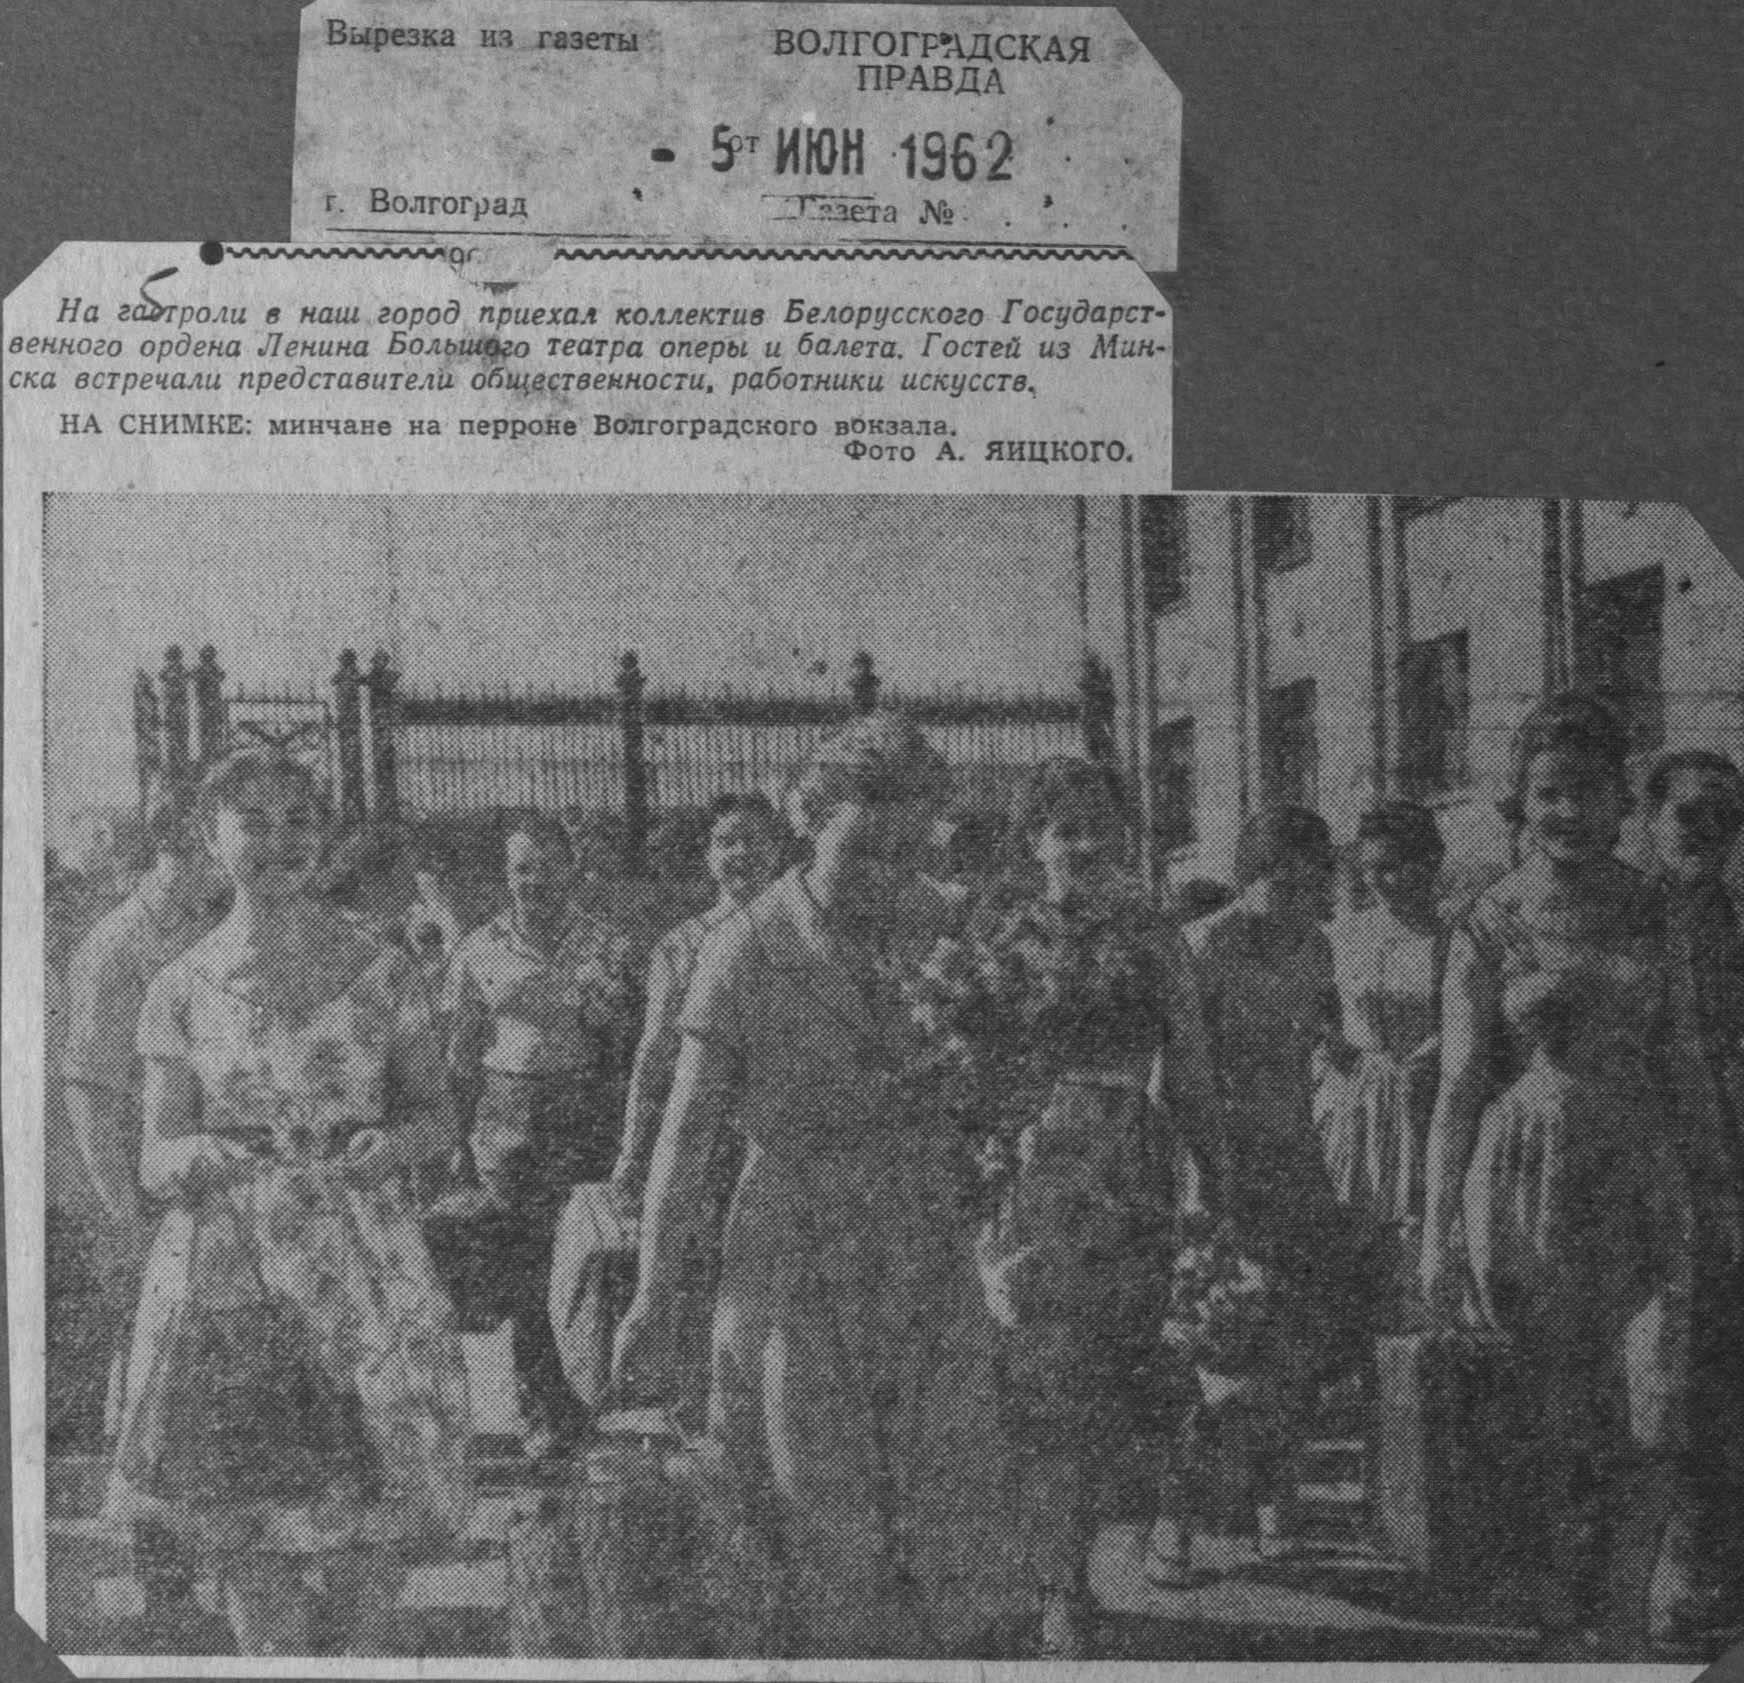 Вырезка из газеты
ВОЛГОГРАДСКАЯ
ПРАВДА
- 5 от ИЮН 1962
г. Волгоград
Газета №
На гастроли в наш город приехал коллектив Белорусского Государст-
венного ордена Ленина Большого театра оперы и балета. Гостей из Мин-
ска встречали представители общественности, работники искусств.
НА СНИМКЕ: минчане на перроне Волгоградского вокзала.
Фото А. ЯИЦКОГО.